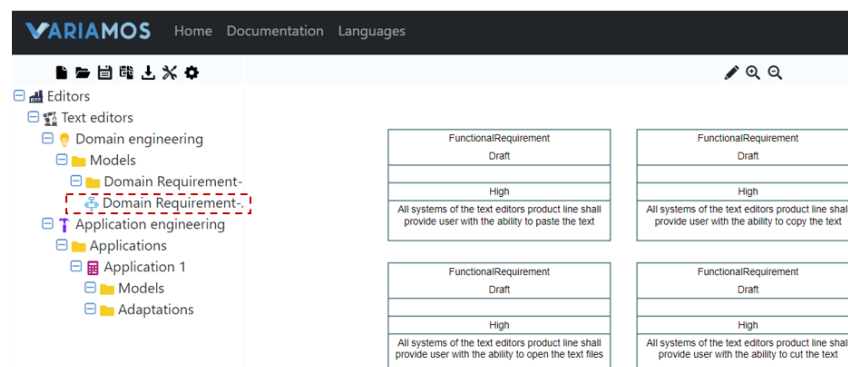 VARIAMOS Home Documentation Languages
Editors
Text editors
Domain engineering
Models
Domain Requirement-
Domain Requirement-.
Application engineering
Applications
Application 1
Models
Adaptations
FunctionalRequirement
Draft
High
All systems of the text editors product line shall
provide user with the ability to paste the text
FunctionalRequirement
Draft
High
All systems of the text editors product line shall
provide user with the ability to copy the text
FunctionalRequirement
Draft
High
All systems of the text editors product line shall
provide user with the ability to open the text files
FunctionalRequirement
Draft
High
All systems of the text editors product line shall
provide user with the ability to cut the text